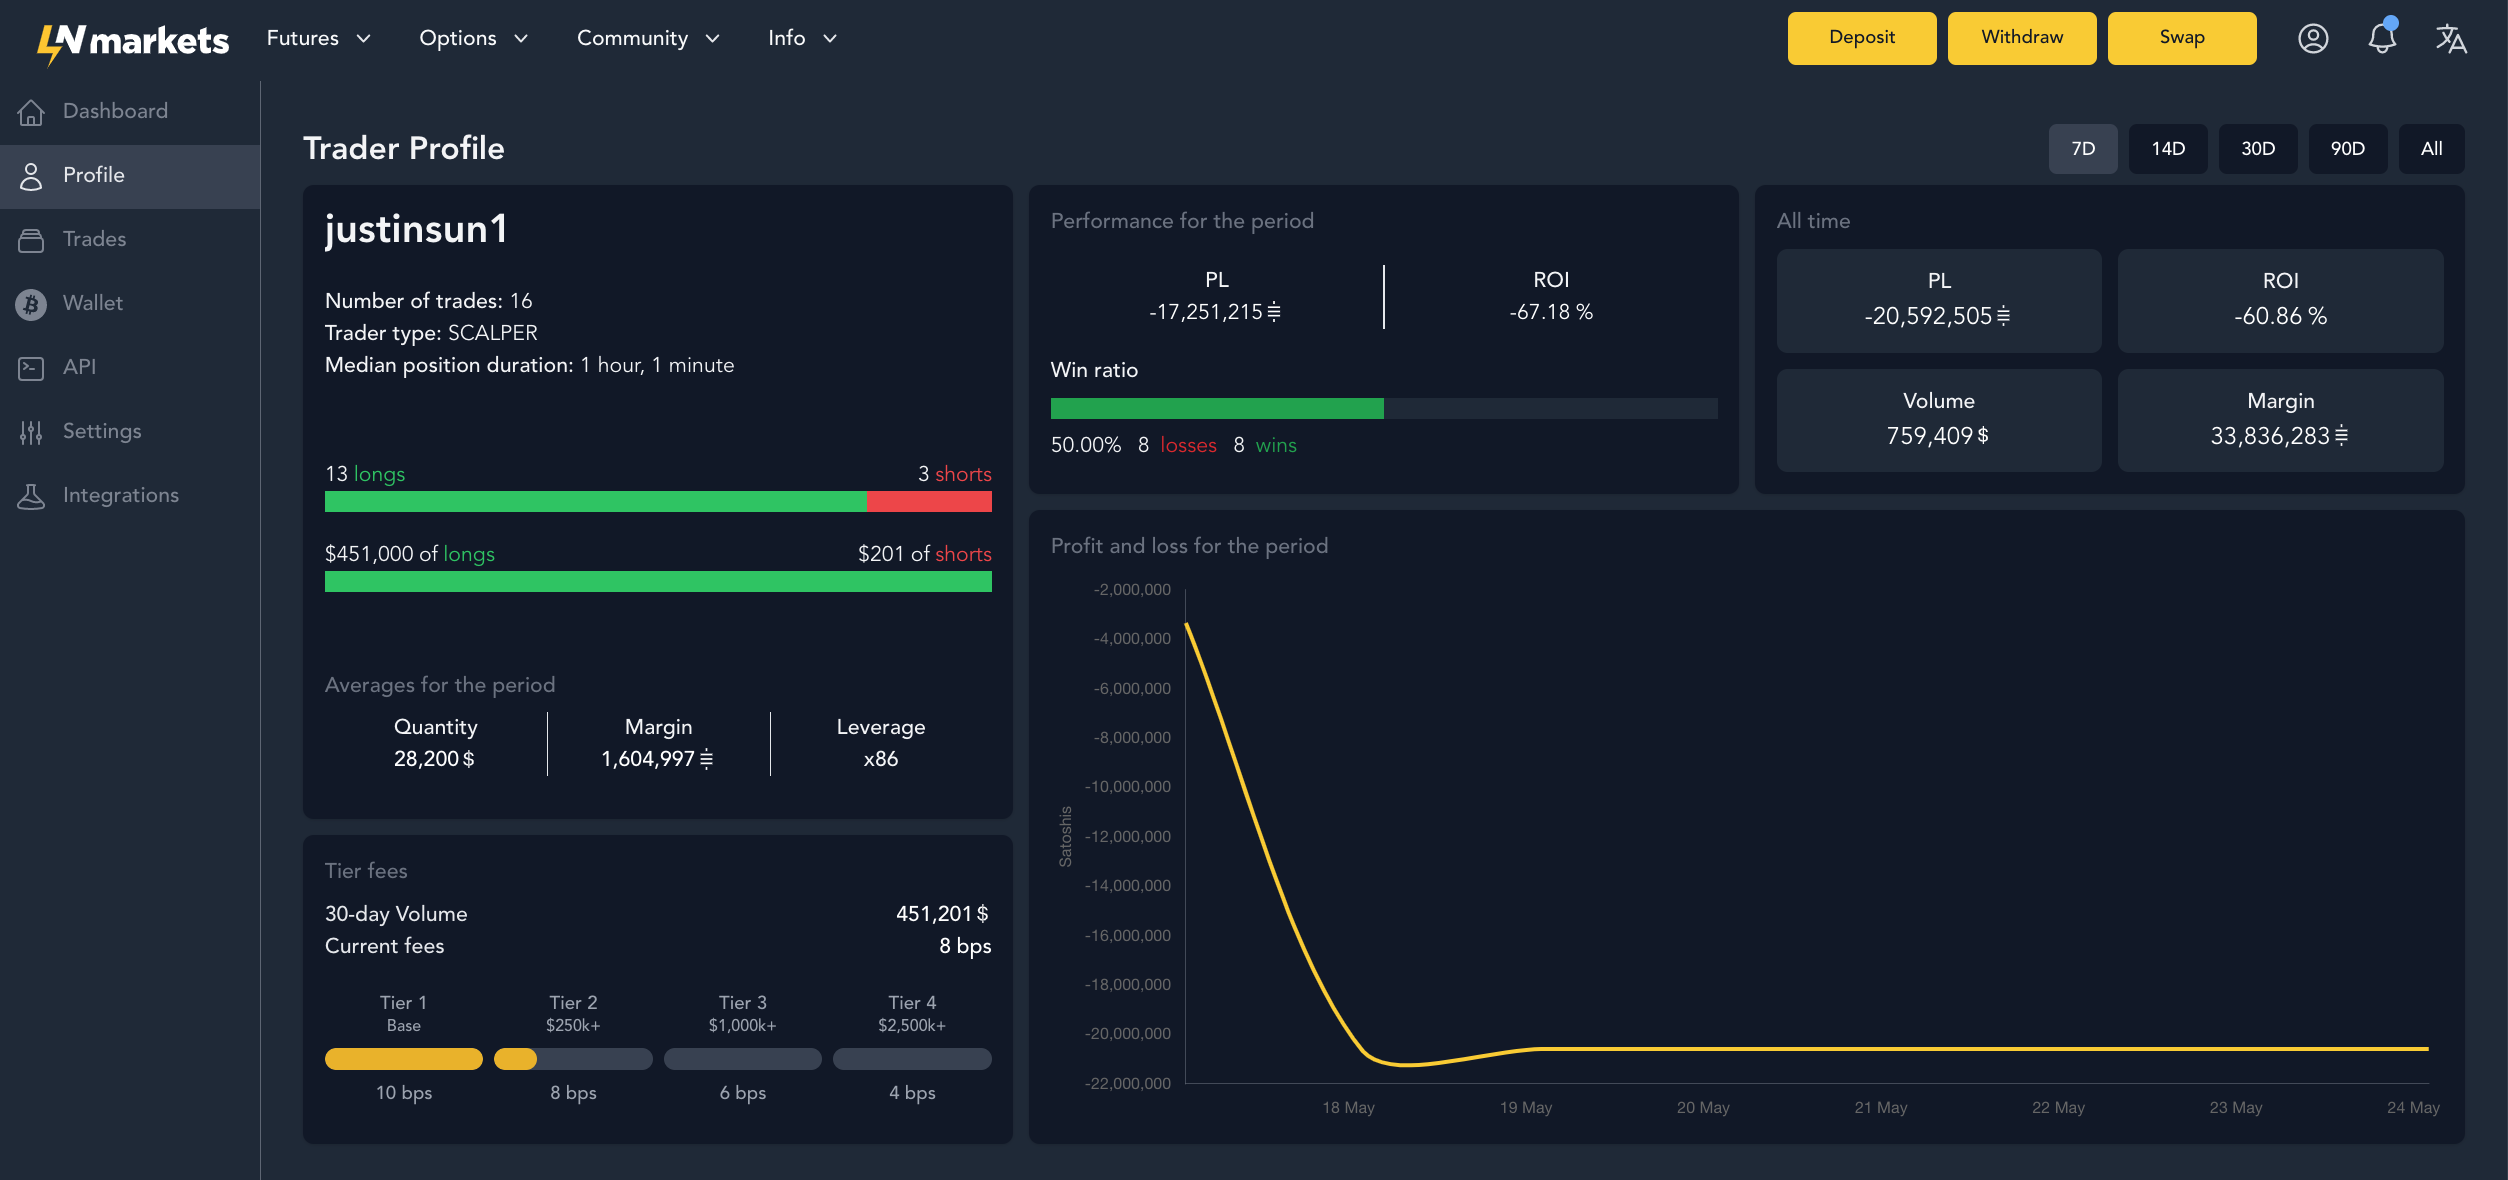 LN markets
Futures
Options
Community
Info
Deposit
Withdraw
Swap
Dashboard
Profile
Trades
Wallet
API
Settings
Integrations
Trader Profile
7D
14D
30D
90D
All
justinsun1
Number of trades: 16
Trader type: SCALPER
Median position duration: 1 hour, 1 minute
13 longs
3 shorts
$451,000 of longs
$201 of shorts
Averages for the period
Quantity
28,200 $
Margin
1,604,997
Leverage
x86
Performance for the period
PL
-17,251,215
ROI
-67.18 %
Win ratio
50.00% 8 losses 8 wins
All time
PL
-20,592,505
ROI
-60.86 %
Volume
759,409 $
Margin
33,836,283
Tier fees
30-day Volume
451,201 $
Current fees
8 bps
Tier 1
Base
10 bps
Tier 2
$250k+
8 bps
Tier 3
$1,000k+
6 bps
Tier 4
$2,500k+
4 bps
Profit and loss for the period
Satoshis
-2,000,000
-4,000,000
-6,000,000
-8,000,000
-10,000,000
-12,000,000
-14,000,000
-16,000,000
-18,000,000
-20,000,000
-22,000,000
18 May
19 May
20 May
21 May
22 May
23 May
24 May